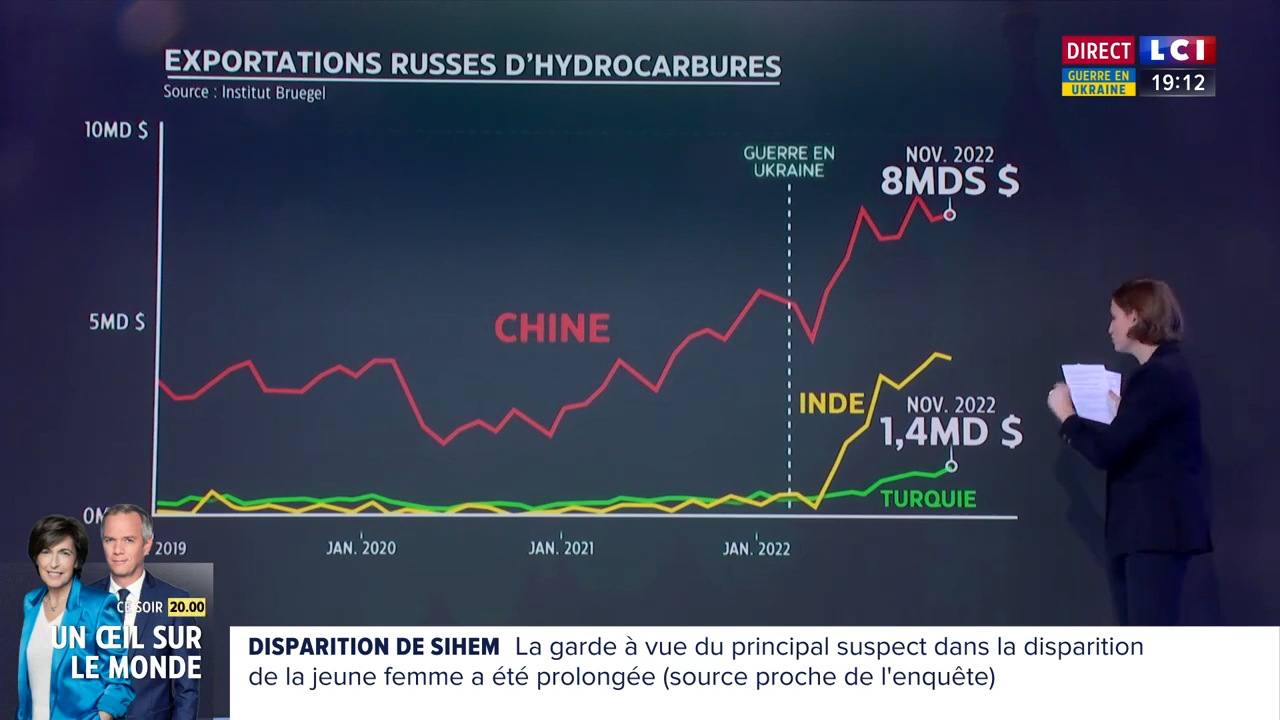 EXPORTATIONS RUSSES D'HYDROCARBURES
Source : Institut Bruegel
DIRECT LCI
GUERRE EN UKRAINE
19:12
10MD $
5MD $
GUERRE EN
UKRAINE
NOV. 2022
8MDS $
CHINE
INDE
NOV. 2022
1,4MD $
TURQUIE
2019
JAN. 2020
JAN. 2021
JAN. 2022
CE SOIR 20.00
UN ŒIL SUR
LE MONDE
DISPARITION DE SIHEM La garde à vue du principal suspect dans la disparition
de la jeune femme a été prolongée (source proche de l'enquête)